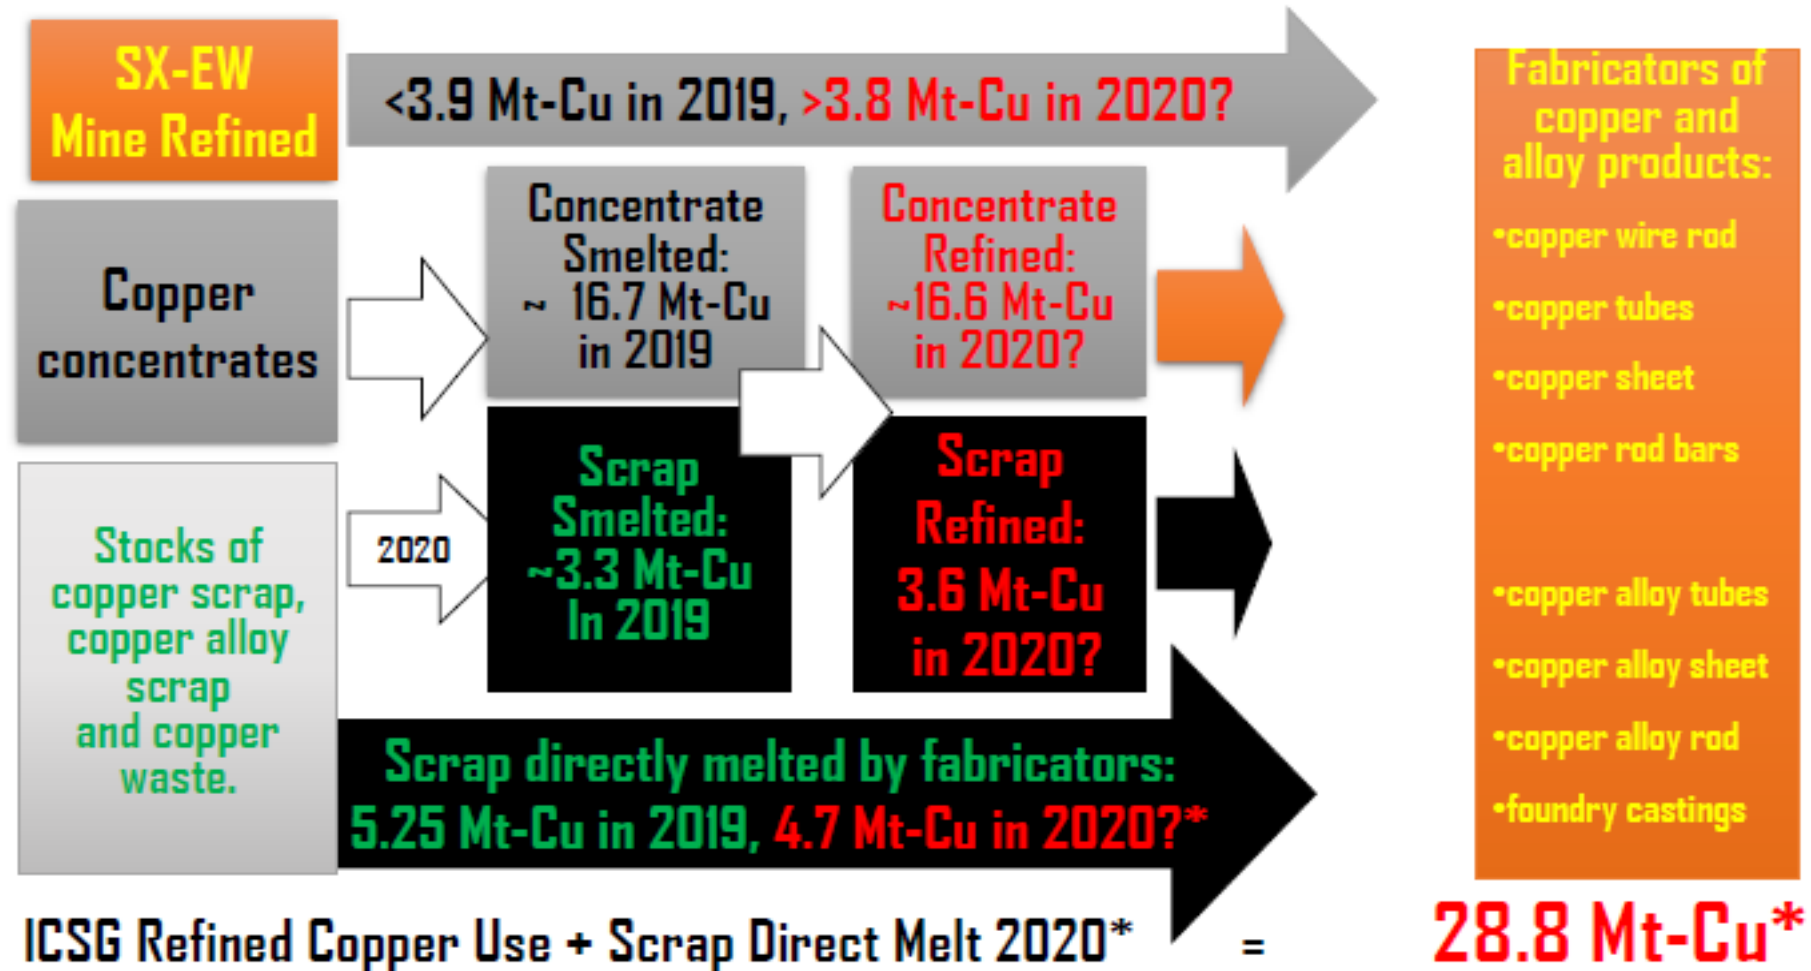 SX-EW
Mine Refined
<3.9 Mt-Cu in 2019, >3.8 Mt-Cu in 2020?
Copper
concentrates
Concentrate
Smelted:
~ 16.7 Mt-Cu
in 2019
Concentrate
Refined:
~16.6 Mt-Cu
in 2020?
Stocks of
copper scrap,
copper alloy
scrap
and copper
waste.
2020
Scrap
Smelted:
~3.3 Mt-Cu
In 2019
Scrap
Refined:
3.6 Mt-Cu
in 2020?
Scrap directly melted by fabricators:
5.25 Mt-Cu in 2019, 4.7 Mt-Cu in 2020?*
Fabricators of
copper and
alloy products:
•copper wire rod
•copper tubes
•copper sheet
•copper rod bars
•copper alloy tubes
•copper alloy sheet
•copper alloy rod
•foundry castings
ICSG Refined Copper Use + Scrap Direct Melt 2020* = 28.8 Mt-Cu*